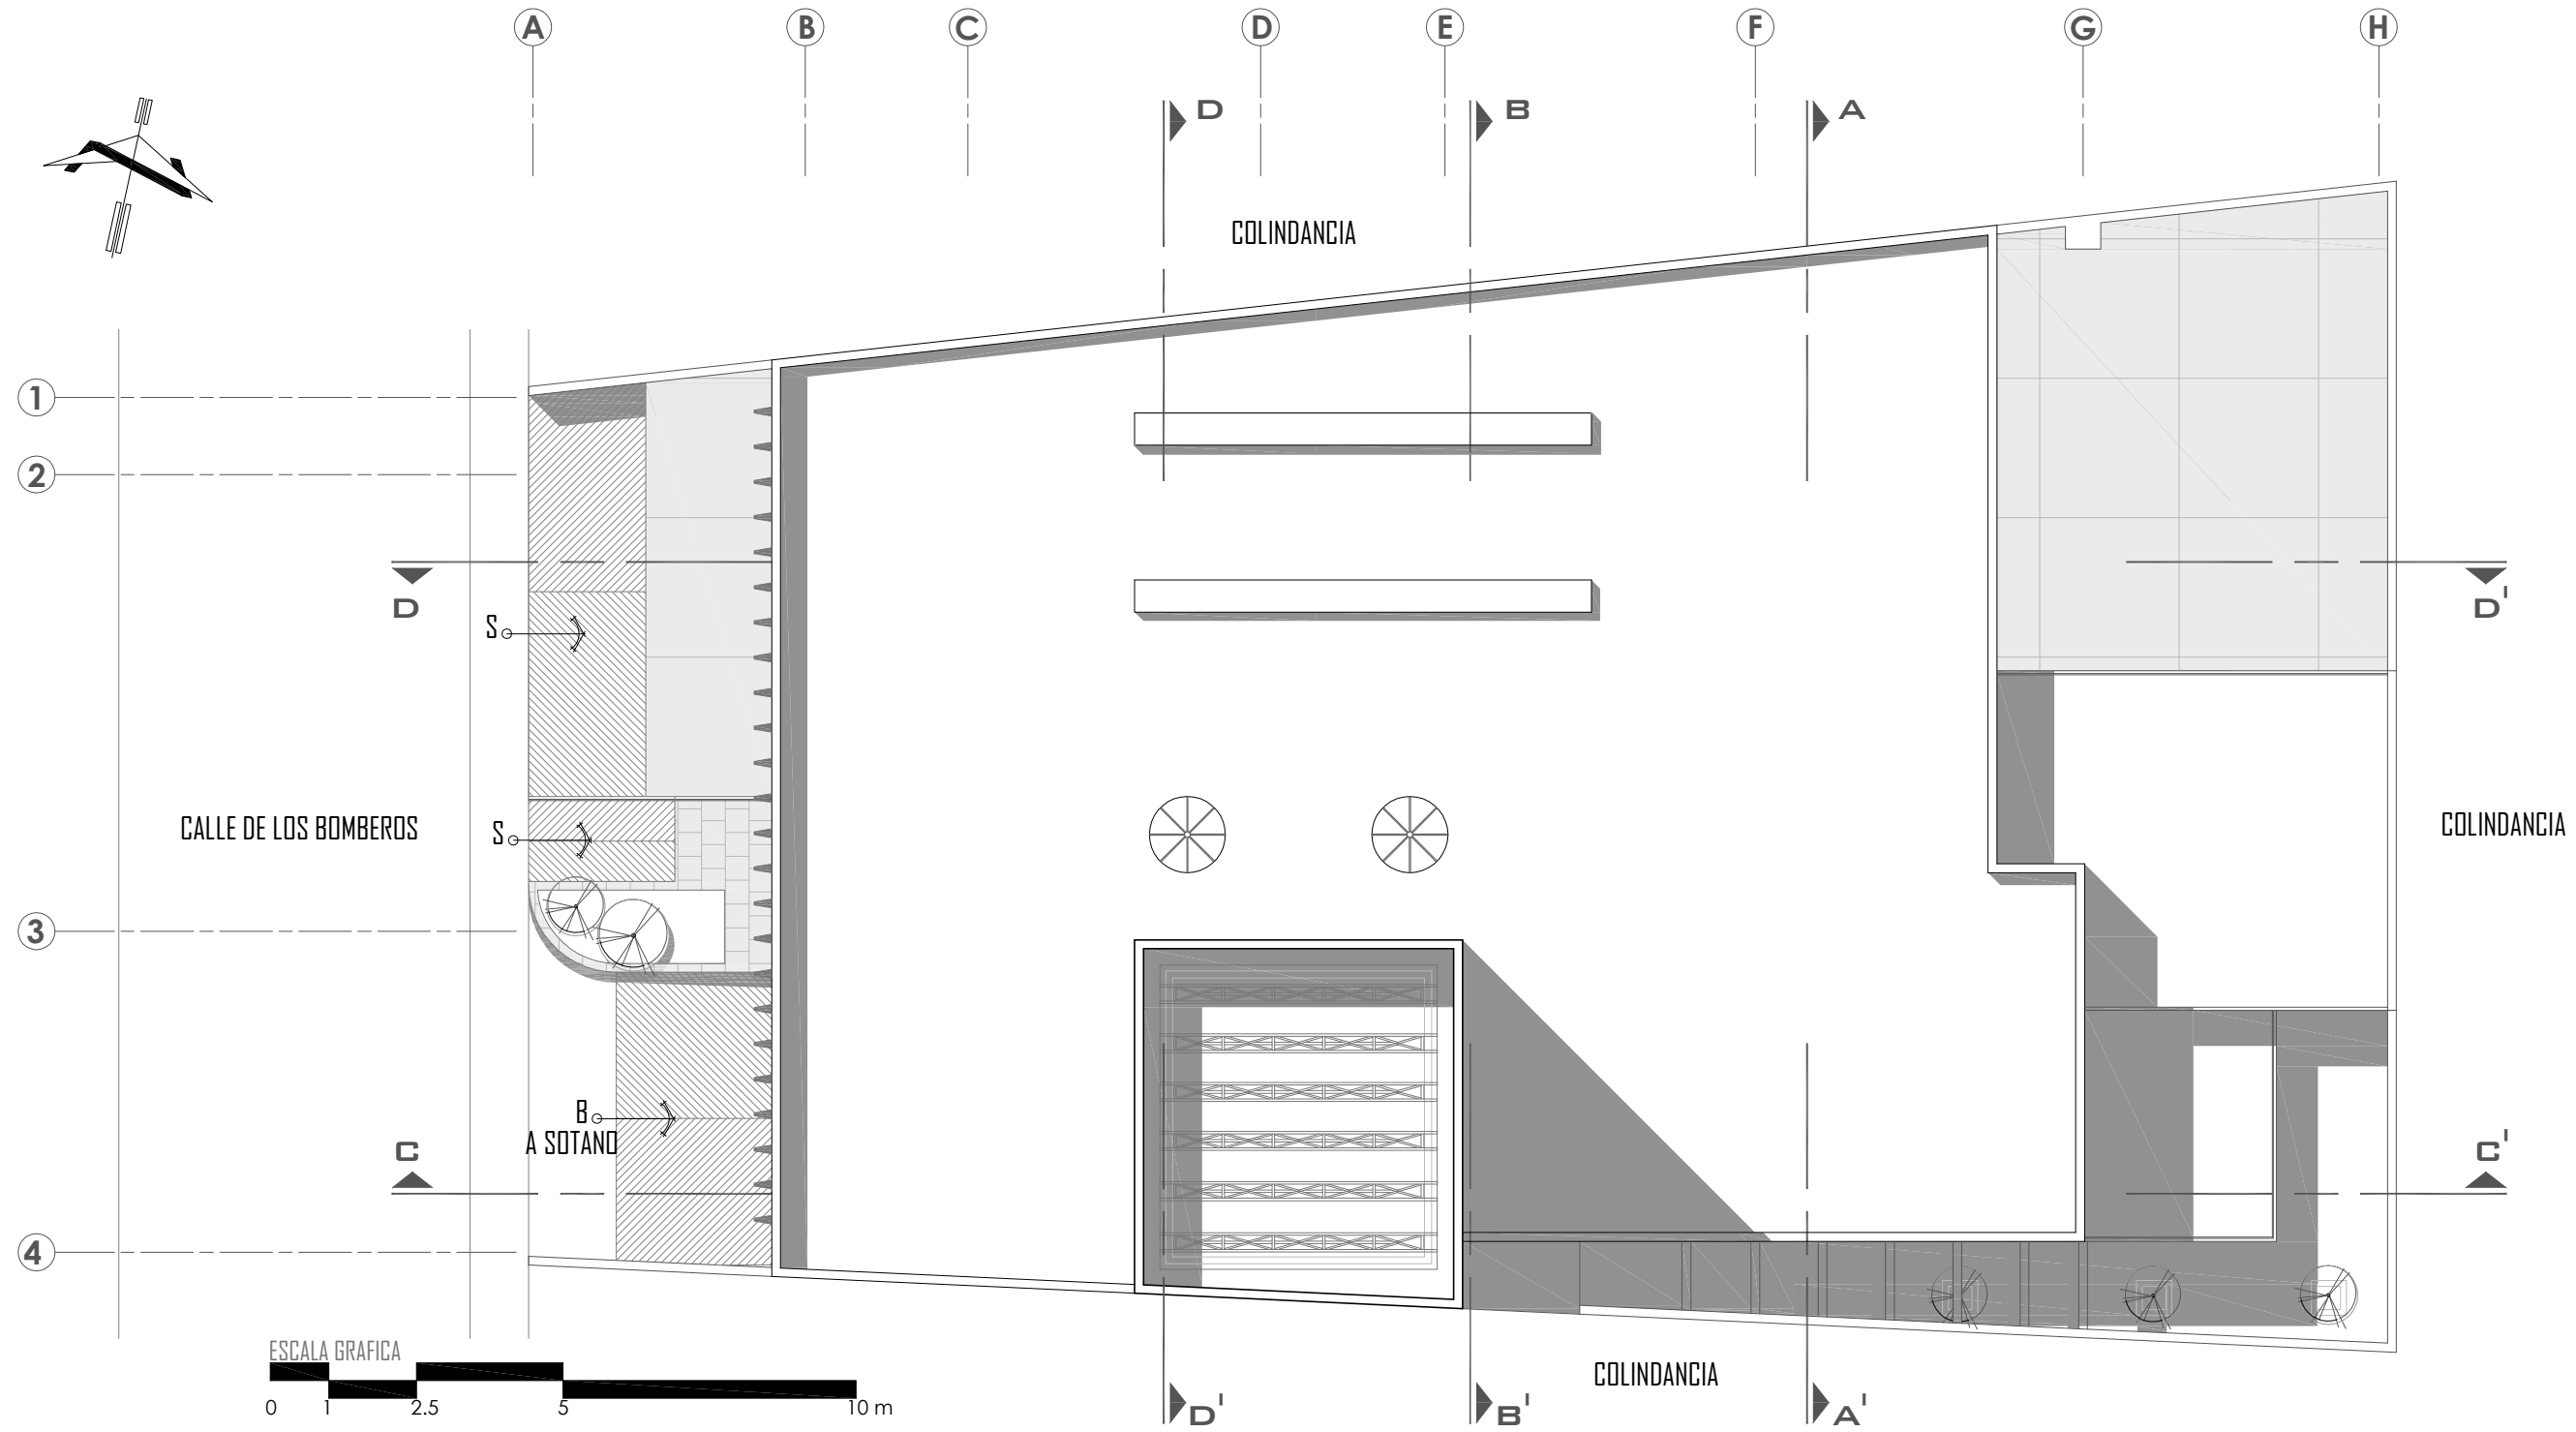 A B C D E F G H
D B A
COLINDANCIA
1
2
D D'
S
CALLE DE LOS BOMBEROS
S
COLINDANCIA
3
B
A SOTANO
C C'
4
ESCALA GRAFICA
0 1 2.5 5 10 m
COLINDANCIA
D' B' A'